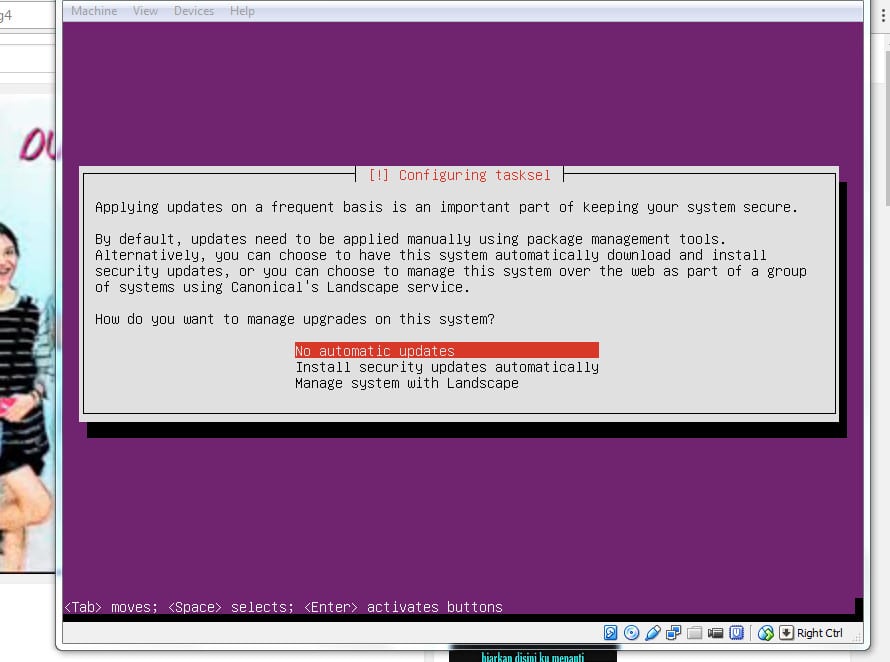 g4
Machine View Devices Help
[!] Configuring tasksel
Applying updates on a frequent basis is an important part of keeping your system secure.
By default, updates need to be applied manually using package management tools.
Alternatively, you can choose to have this system automatically download and install
security updates, or you can choose to manage this system over the web as part of a group
of systems using Canonical's Landscape service.
How do you want to manage upgrades on this system?
No automatic updates
Install security updates automatically
Manage system with Landscape
<Tab> moves; <Space> selects; <Enter> activates buttons
Right Ctrl
biarkan disini ku menanti